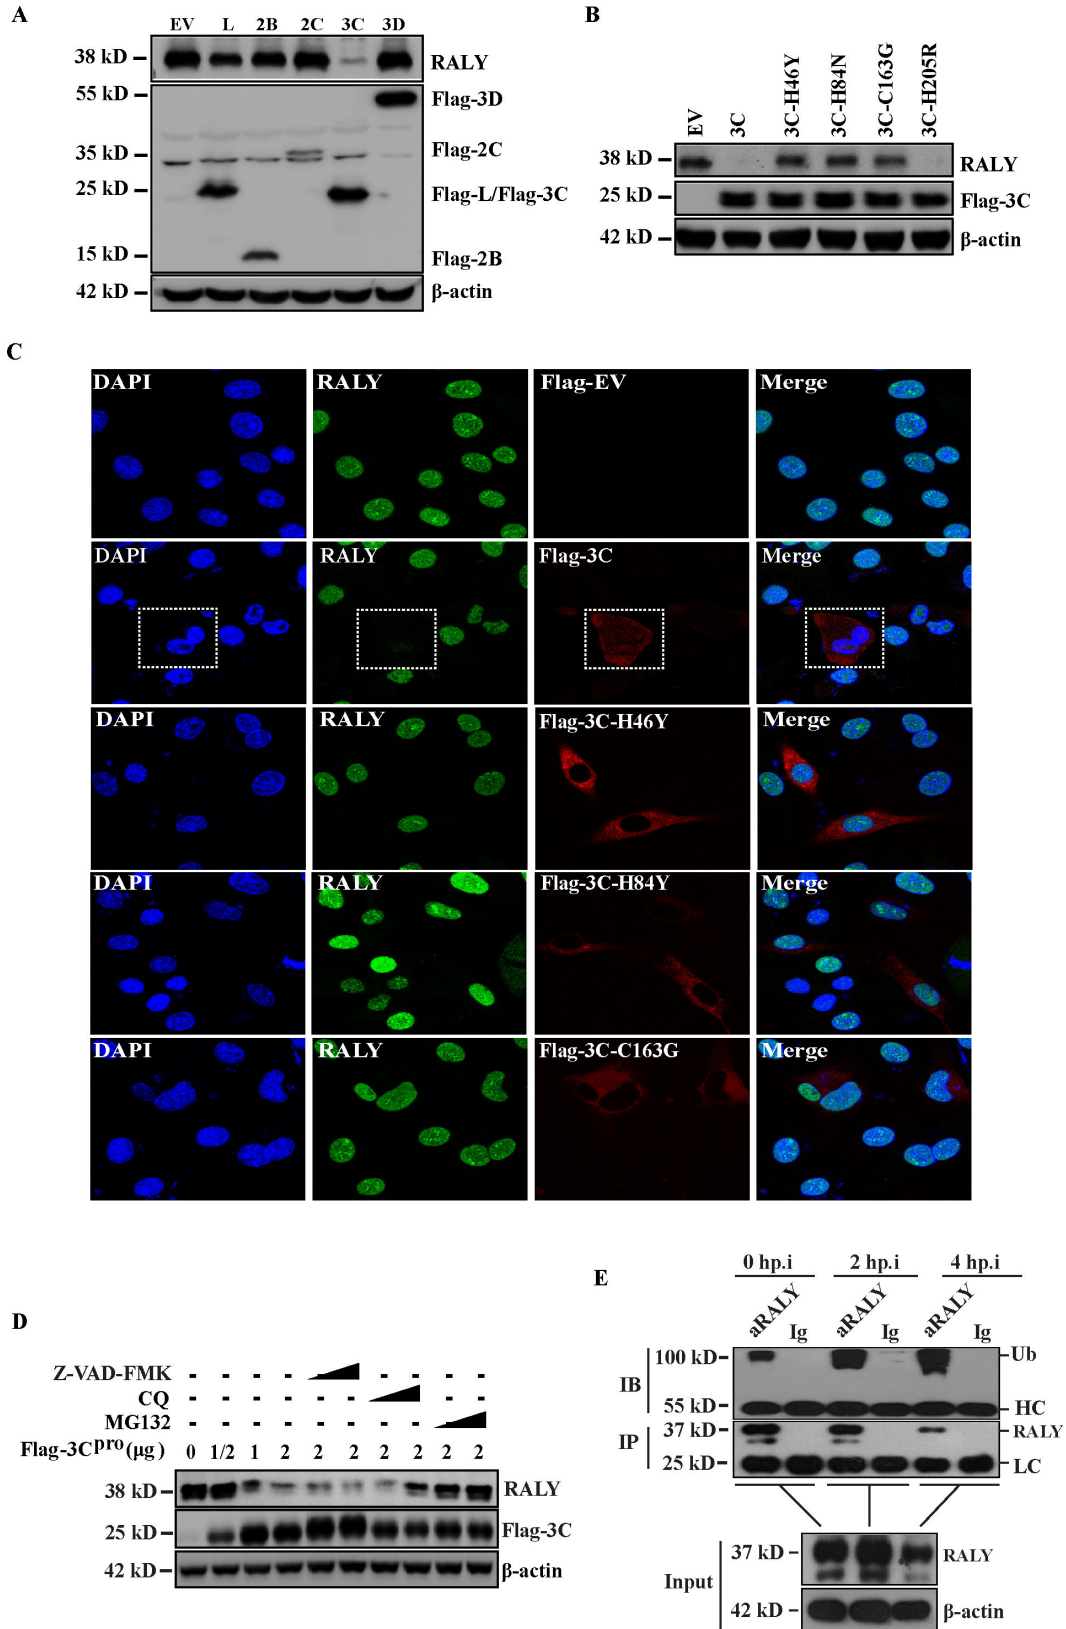 A
EV L 2B 2C 3C 3D
38 kD RALY
55 kD Flag-3D
35 kD Flag-2C
25 kD Flag-L/Flag-3C
15 kD Flag-2B
42 kD β-actin
B
EV 3C 3C-H46Y 3C-H84N 3C-C163G 3C-H205R
38 kD RALY
25 kD Flag-3C
42 kD β-actin
C
DAPI RALY Flag-EV Merge
DAPI RALY Flag-3C Merge
DAPI RALY Flag-3C-H46Y Merge
DAPI RALY Flag-3C-H84Y Merge
DAPI RALY Flag-3C-C163G Merge
D
Z-VAD-FMK - - - - - - - -
CQ - - - - - - - -
MG132 - - - - - - - -
Flag-3Cpro(μg) 0 1/2 1 2 2 2 2 2 2 2
38 kD RALY
25 kD Flag-3C
42 kD β-actin
E
0 hp.i 2 hp.i 4 hp.i
aRALY Ig aRALY Ig aRALY Ig
IB
100 kD Ub
55 kD HC
IP
37 kD RALY
25 kD LC
Input
37 kD RALY
42 kD β-actin